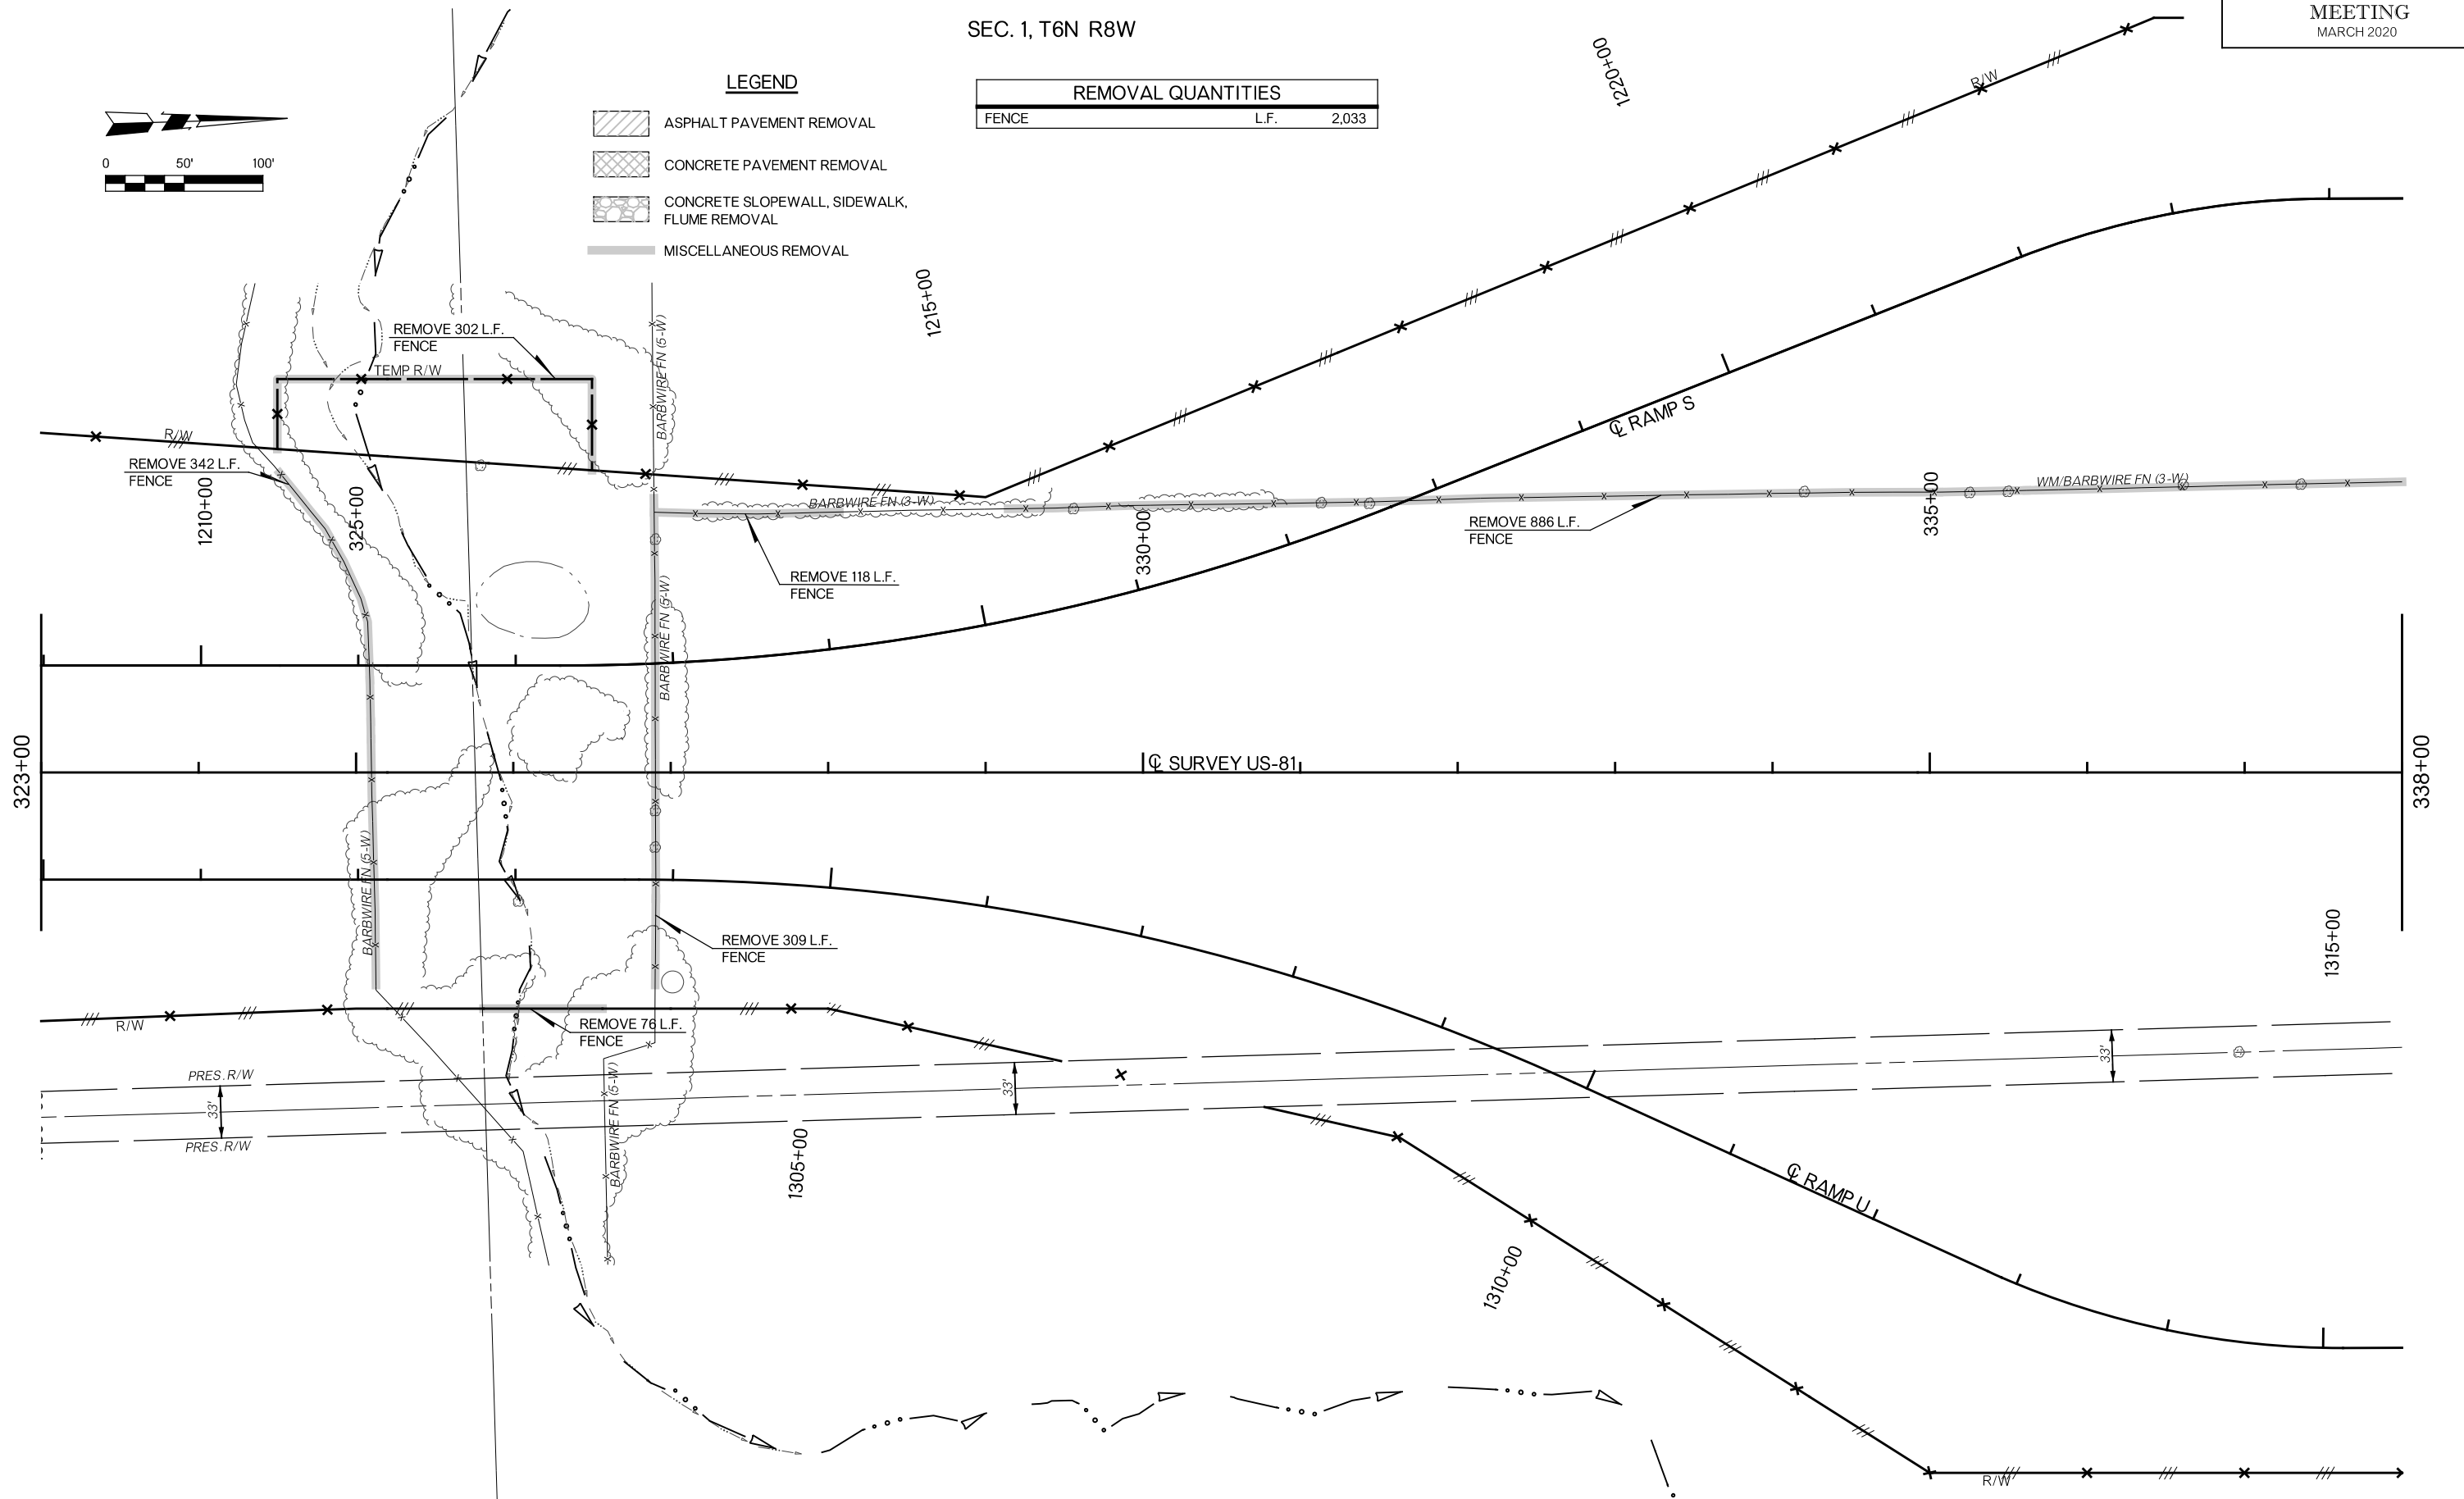 SEC. 1, T6N R8W
MEETING
MARCH 2020
LEGEND
ASPHALT PAVEMENT REMOVAL
CONCRETE PAVEMENT REMOVAL
CONCRETE SLOPEWALL, SIDEWALK,
FLUME REMOVAL
MISCELLANEOUS REMOVAL
REMOVAL QUANTITIES
FENCE L.F. 2,033
0 50' 100'
1220+00
R/W
1215+00
REMOVE 302 L.F.
FENCE
TEMP R/W
BARBWIRE FN (5-W)
R/W
REMOVE 342 L.F.
FENCE
1210+00
325+00
BARBWIRE FN (3-W)
REMOVE 118 L.F.
FENCE
330+00
℄ RAMP S
REMOVE 886 L.F.
FENCE
335+00
WM/BARBWIRE FN (3-W)
BARBWIRE FN (5-W)
323+00
℄ SURVEY US-81
338+00
BARBWIRE FN (5-W)
REMOVE 309 L.F.
FENCE
1315+00
R/W
REMOVE 76 L.F.
FENCE
PRES. R/W
33'
PRES. R/W
BARBWIRE FN (5-W)
33'
33'
1305+00
℄ RAMP U
1310+00
R/W